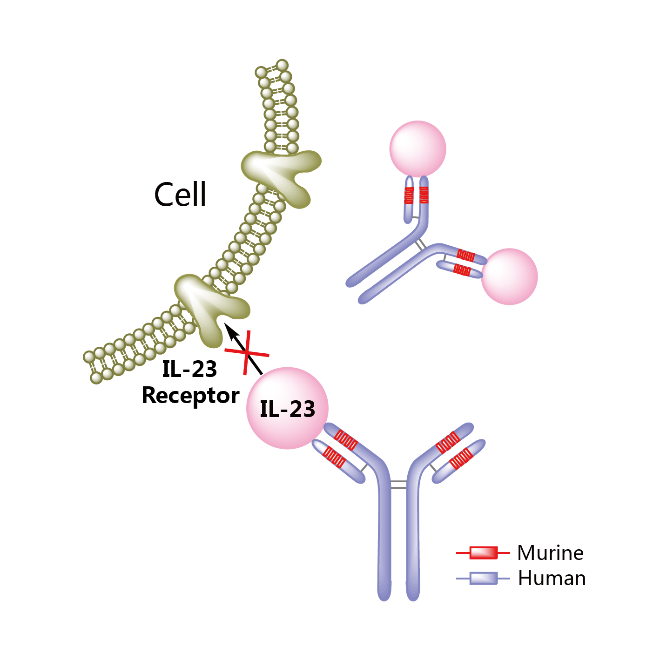 Cell
IL-23
Receptor
IL-23
Murine
Human